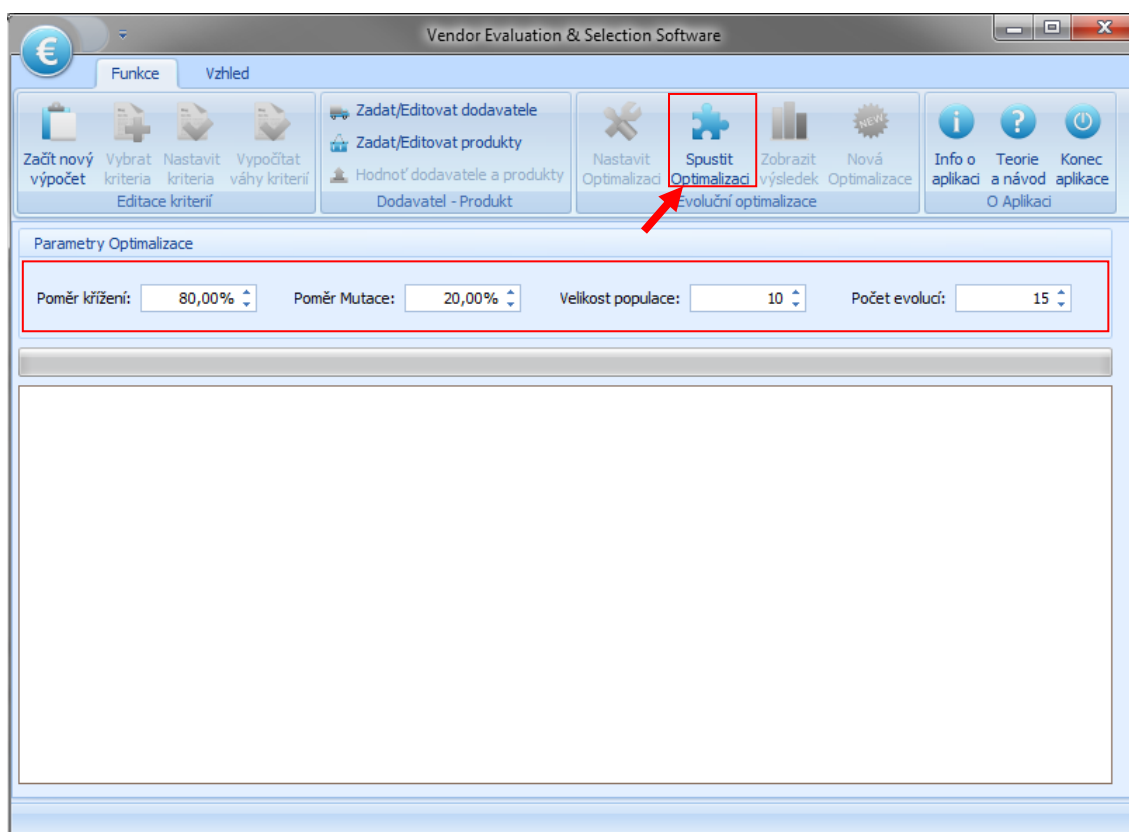 Vendor Evaluation & Selection Software
€
Funkce Vzhled
Začít nový výpočet
Vybrat kriteria
Nastavit kriteria
Vypočítat váhy kriterií
Editace kriterií
Zadat/Editovat dodavatele
Zadat/Editovat produkty
Hodnoť dodavatele a produkty
Dodavatel - Produkt
Nastavit Optimalizaci
Spustit Optimalizaci
Zobrazit výsledek
NEW
Nová Optimalizace
Evoluční optimalizace
Info o aplikaci
Teorie a návod
Konec aplikace
O Aplikaci
Parametry Optimalizace
Poměr křížení: 80,00% Poměr Mutace: 20,00% Velikost populace: 10 Počet evolucí: 15